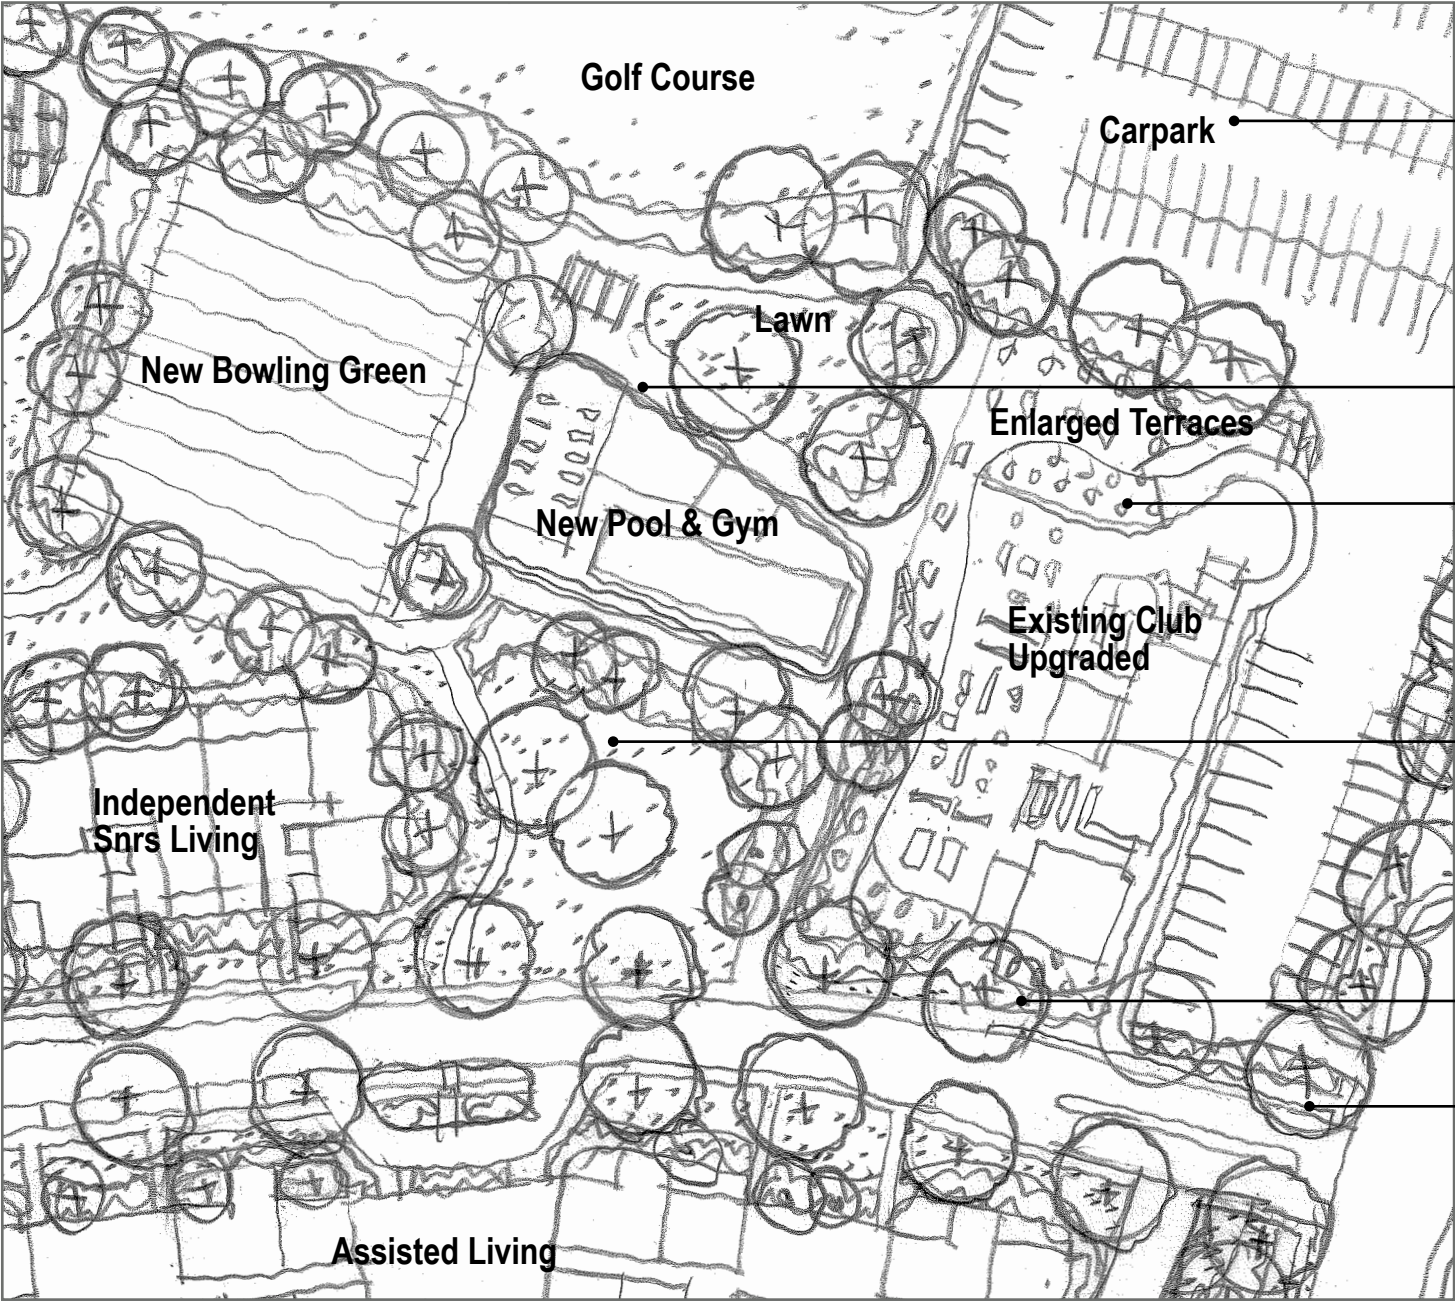 Golf Course
Carpark
Lawn
New Bowling Green
Enlarged Terraces
New Pool & Gym
Existing Club
Upgraded
Independent
Snrs Living
Assisted Living